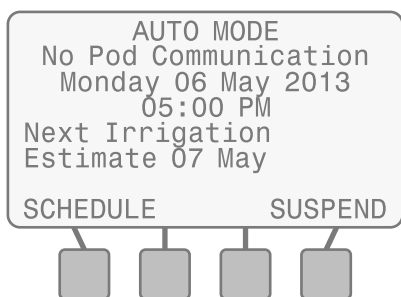 AUTO MODE
No Pod Communication
Monday 06 May 2013
05:00 PM
Next Irrigation
Estimate 07 May
SCHEDULE SUSPEND